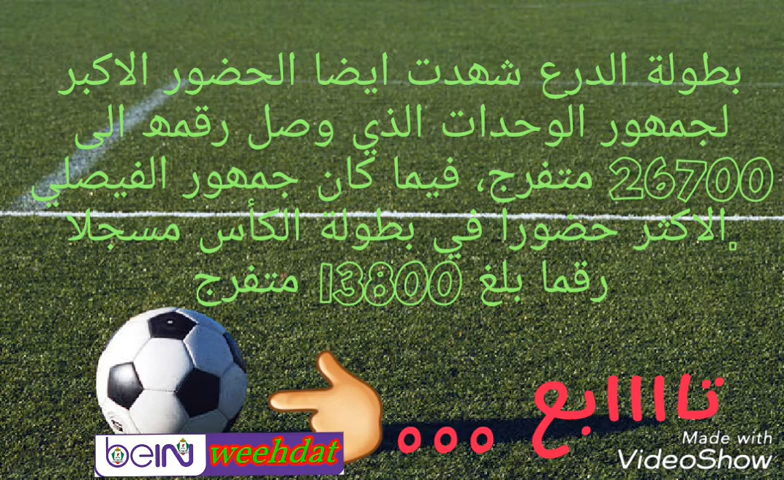 بطولة الدرع شهدت ايضا الحضور الاكبر
لجمهور الوحدات الذي وصل رقمه الى
26700 متفرج، فيما كان جمهور الفيصلي
الاكثر حضورا في بطولة الكأس مسجلا
رقما بلغ 13800 متفرج.
تاااابع ...
beIN weehdat
Made with
VideoShow